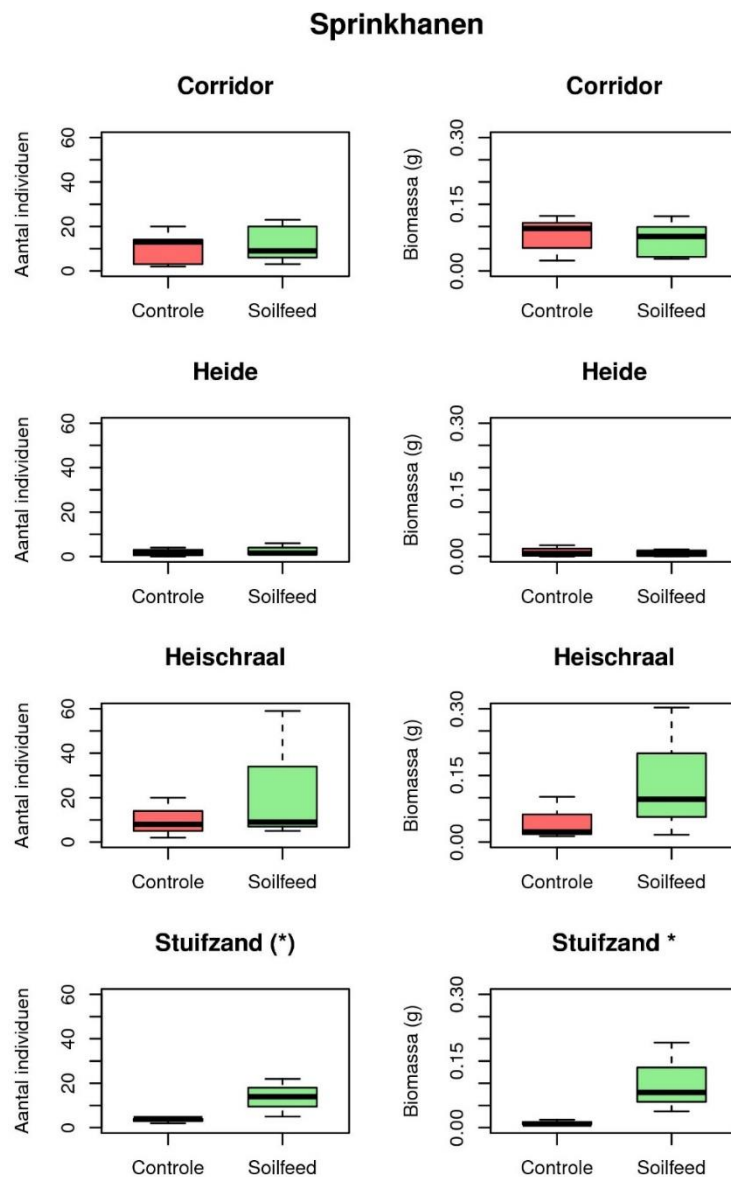 Sprinkhanen
Corridor
Aantal individuen
60
40
20
0
Controle Soilfeed
Corridor
Biomassa (g)
0.30
0.15
0.00
Controle Soilfeed
Heide
Aantal individuen
60
40
20
0
Controle Soilfeed
Heide
Biomassa (g)
0.30
0.15
0.00
Controle Soilfeed
Heischraal
Aantal individuen
60
40
20
0
Controle Soilfeed
Heischraal
Biomassa (g)
0.30
0.15
0.00
Controle Soilfeed
Stuifzand (*)
Aantal individuen
60
40
20
0
Controle Soilfeed
Stuifzand *
Biomassa (g)
0.30
0.15
0.00
Controle Soilfeed